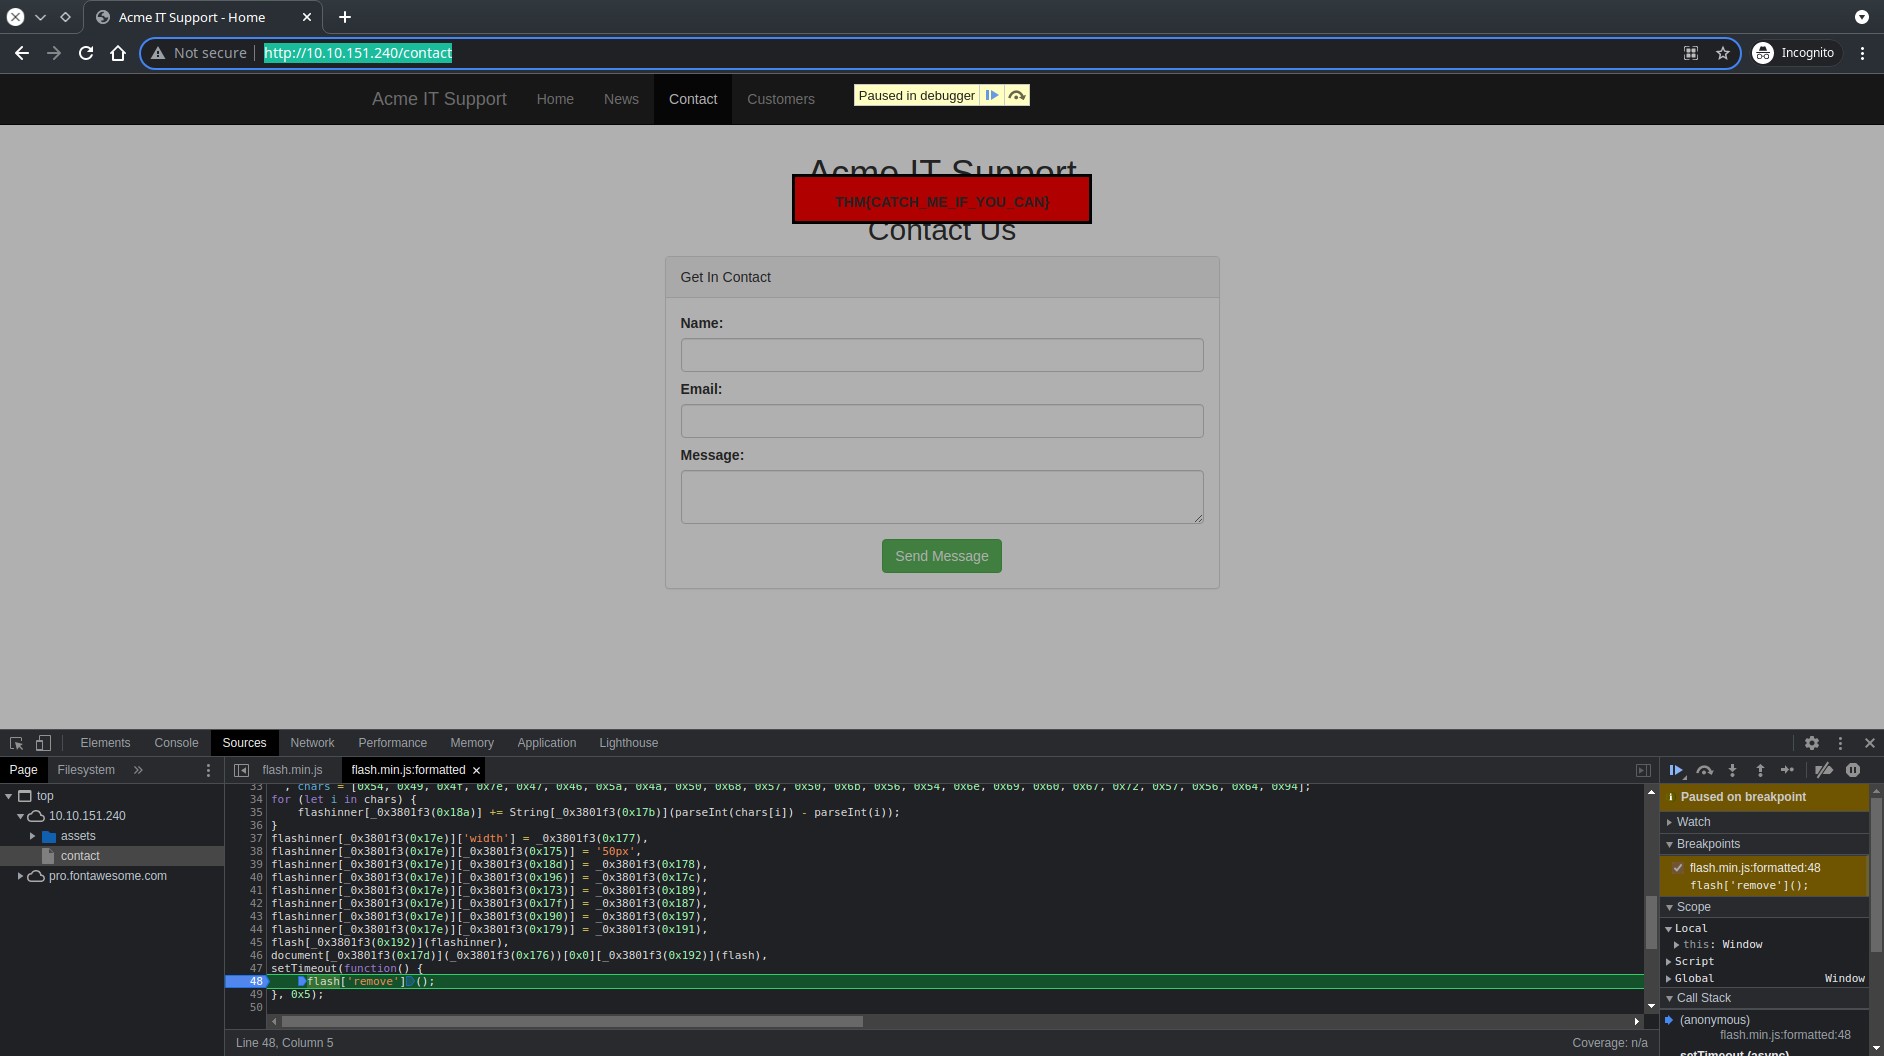 Acme IT Support - Home
Not secure
http://10.10.151.240/contact
Incognito
Acme IT Support
Home
News
Contact
Customers
Paused in debugger
Acme IT Support
THM{CATCH_ME_IF_YOU_CAN}
Contact Us
Get In Contact
Name:
Email:
Message:
Send Message
Elements
Console
Sources
Network
Performance
Memory
Application
Lighthouse
Page
Filesystem
flash.min.js
flash.min.js:formatted
top
10.10.151.240
assets
contact
pro.fontawesome.com
33 , chars = [0x54, 0x49, 0x4f, 0x7e, 0x47, 0x46, 0x5a, 0x4a, 0x50, 0x68, 0x57, 0x50, 0x6b, 0x56, 0x54, 0x6e, 0x69, 0x60, 0x67, 0x72, 0x57, 0x56, 0x64, 0x94];
34 for (let i in chars) {
35 flashinner[_0x3801f3(0x18a)] += String[_0x3801f3(0x17b)](parseInt(chars[i]) - parseInt(i));
36 }
37 flashinner[_0x3801f3(0x17e)]['width'] = _0x3801f3(0x177),
38 flashinner[_0x3801f3(0x17e)][_0x3801f3(0x175)] = '50px',
39 flashinner[_0x3801f3(0x17e)][_0x3801f3(0x18d)] = _0x3801f3(0x178),
40 flashinner[_0x3801f3(0x17e)][_0x3801f3(0x196)] = _0x3801f3(0x17c),
41 flashinner[_0x3801f3(0x17e)][_0x3801f3(0x173)] = _0x3801f3(0x189),
42 flashinner[_0x3801f3(0x17e)][_0x3801f3(0x17f)] = _0x3801f3(0x187),
43 flashinner[_0x3801f3(0x17e)][_0x3801f3(0x190)] = _0x3801f3(0x197),
44 flashinner[_0x3801f3(0x17e)][_0x3801f3(0x179)] = _0x3801f3(0x191),
45 flash[_0x3801f3(0x192)](flashinner),
46 document[_0x3801f3(0x17d)](_0x3801f3(0x176))[0x0][_0x3801f3(0x192)](flash),
47 setTimeout(function() {
48 flash['remove']();
49 }, 0x5);
50
Line 48, Column 5
Coverage: n/a
Paused on breakpoint
Watch
Breakpoints
flash.min.js:formatted:48
flash['remove']();
Scope
Local
this: Window
Script
Global Window
Call Stack
(anonymous)
flash.min.js:formatted:48
setTimeout (async)